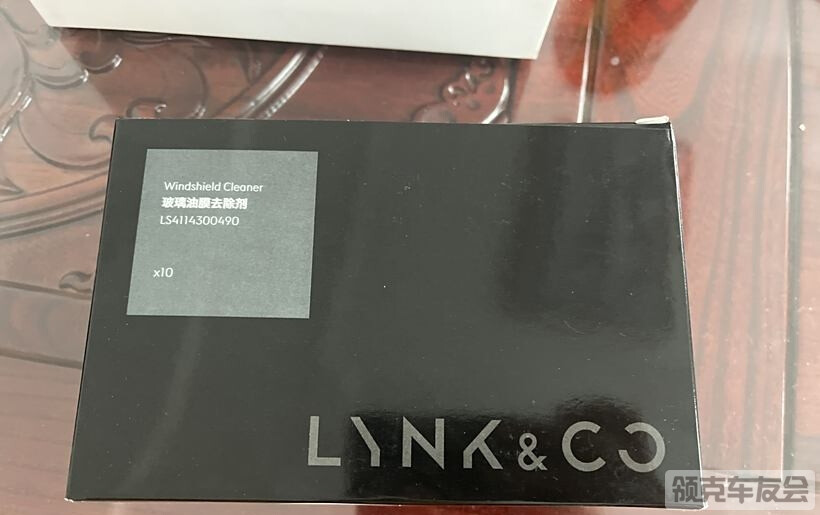 Windshield Cleaner
玻璃油膜去除剂
LS4114300490
x10
LYNK & CO
领克车友会